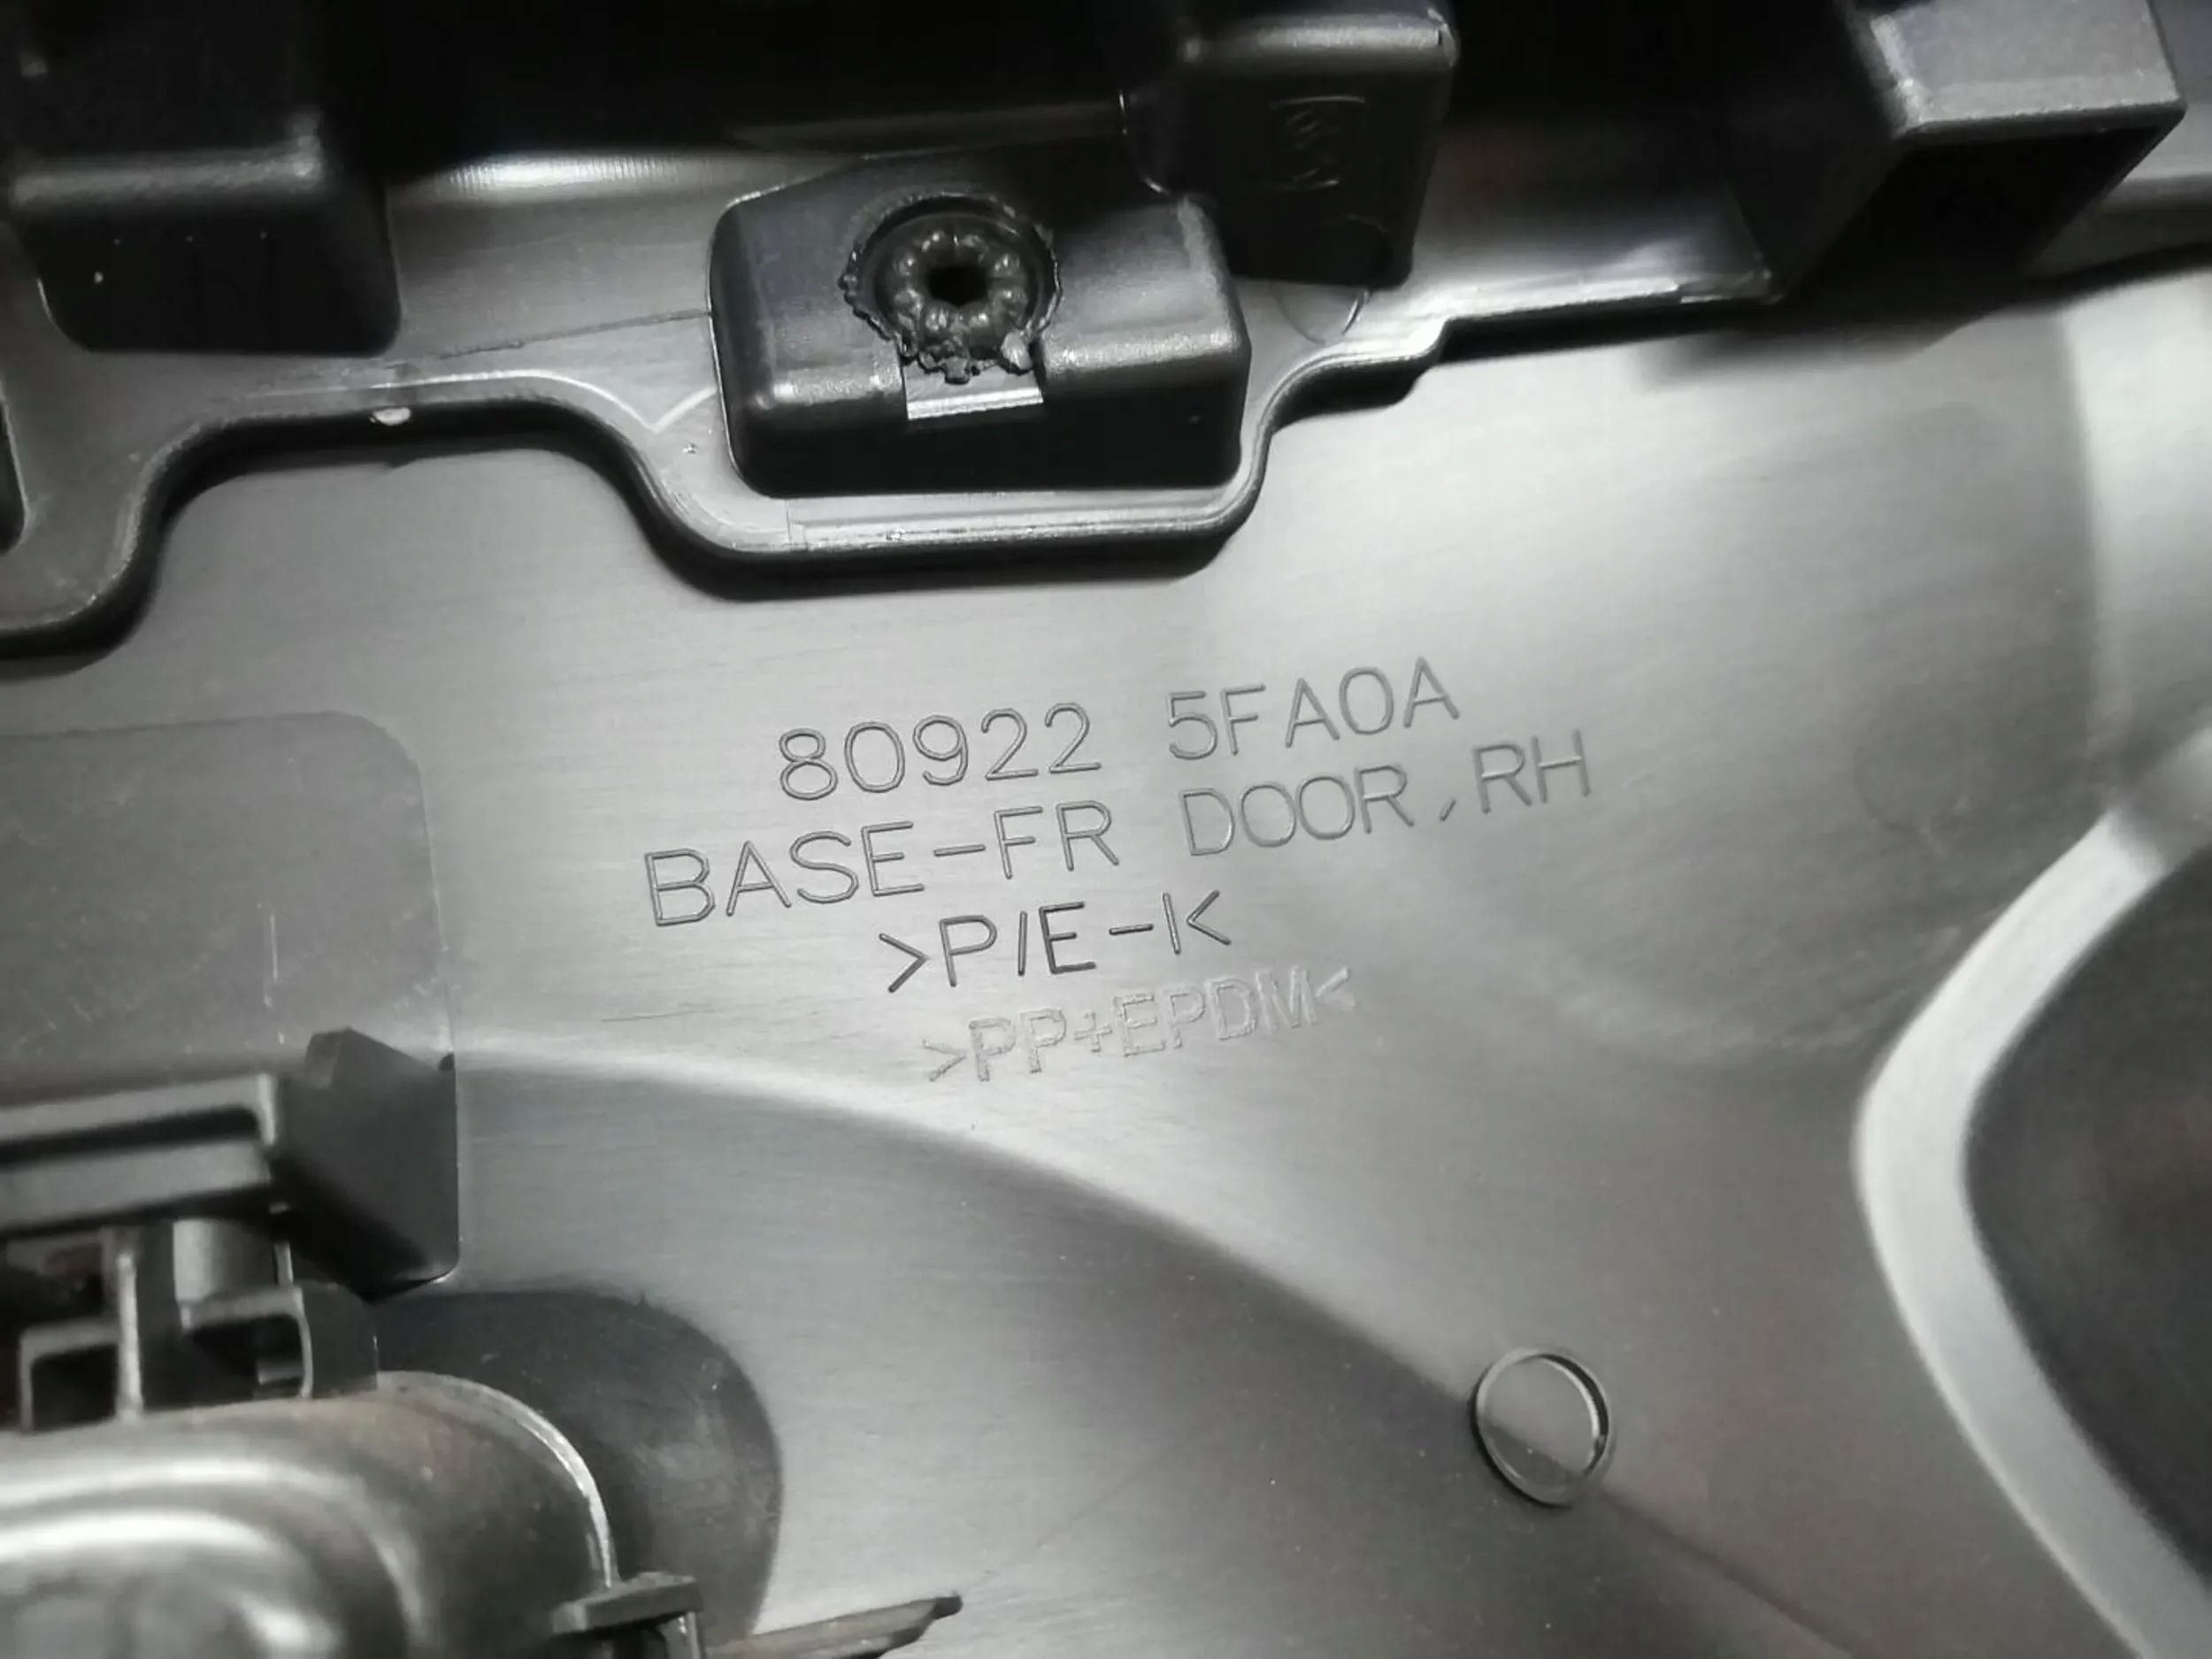 80922 5FA0A
BASE-FR DOOR,RH
>P/E-I<
>PP+EPDM<